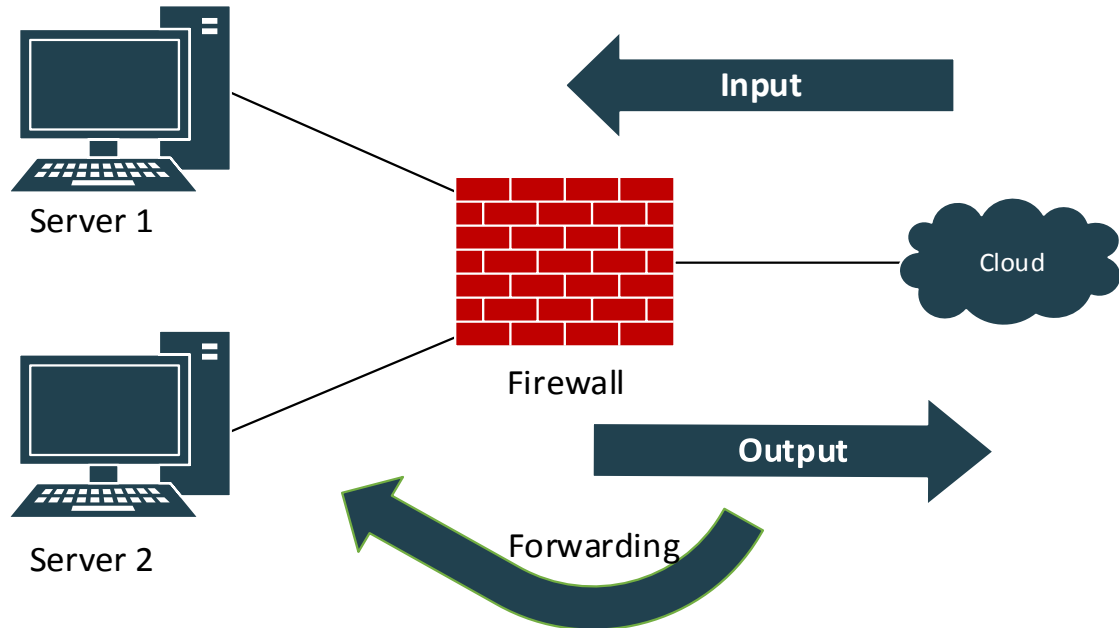 Input
Server 1
Cloud
Firewall
Output
Forwarding
Server 2